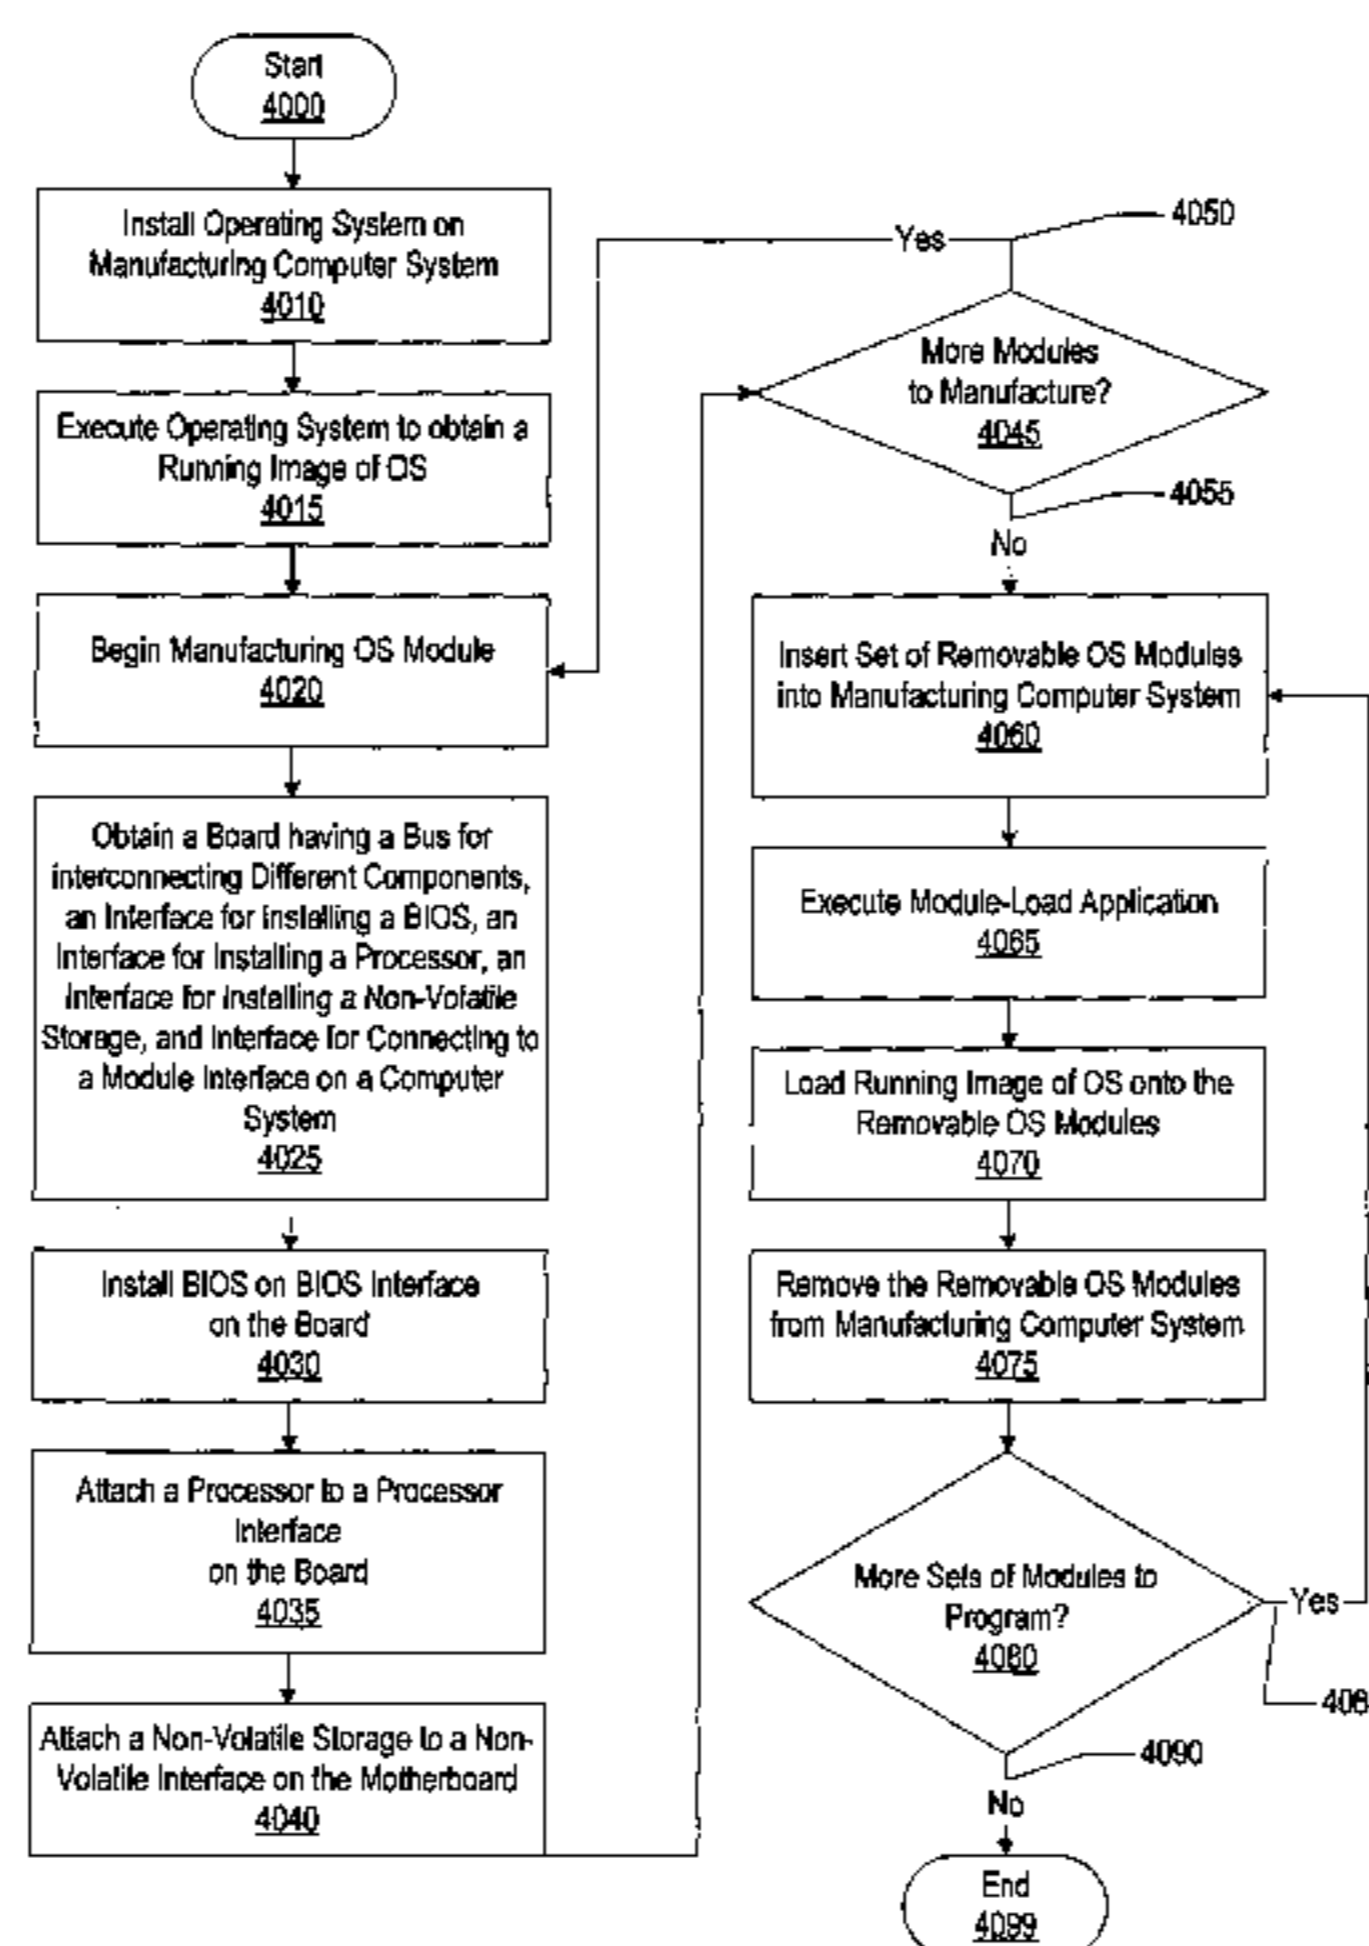 Start
4000
Install Operating System on
Manufacturing Computer System
4010
Execute Operating System to obtain a
Running Image of OS
4015
Begin Manufacturing OS Module
4020
Obtain a Board having a Bus for
interconnecting Different Components,
an Interface for Installing a BIOS, an
Interface for Installing a Processor, an
Interface for Installing a Non-Volatile
Storage, and Interface for Connecting to
a Module Interface on a Computer
System
4025
Install BIOS on BIOS Interface
on the Board
4030
Attach a Processor to a Processor
Interface
on the Board
4035
Attach a Non-Volatile Storage to a Non-
Volatile Interface on the Motherboard
4040
4050
Yes
More Modules
to Manufacture?
4045
4055
No
Insert Set of Removable OS Modules
into Manufacturing Computer System
4060
Execute Module-Load Application
4065
Load Running Image of OS onto the
Removable OS Modules
4070
Remove the Removable OS Modules
from Manufacturing Computer System
4075
More Sets of Modules to
Program?
4080
Yes
4090
No
End
4099